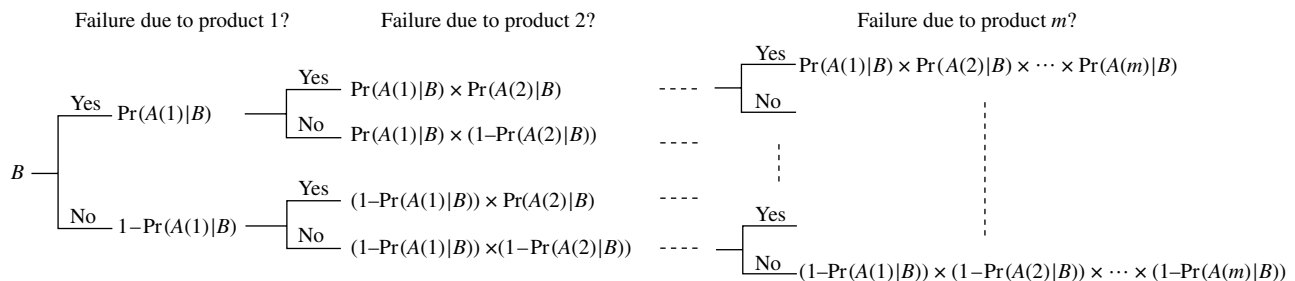 Failure due to product 1?
Failure due to product 2?
Failure due to product m?
Yes
Pr(A(1)|B) × Pr(A(2)|B) × ⋯ × Pr(A(m)|B)
Yes
Pr(A(1)|B) × Pr(A(2)|B)
No
Yes
Pr(A(1)|B)
No
Pr(A(1)|B) × (1–Pr(A(2)|B))
B
Yes
(1–Pr(A(1)|B)) × Pr(A(2)|B)
No
1–Pr(A(1)|B)
Yes
No
(1–Pr(A(1)|B)) ×(1–Pr(A(2)|B))
No
(1–Pr(A(1)|B)) × (1–Pr(A(2)|B)) × ⋯ × (1–Pr(A(m)|B))